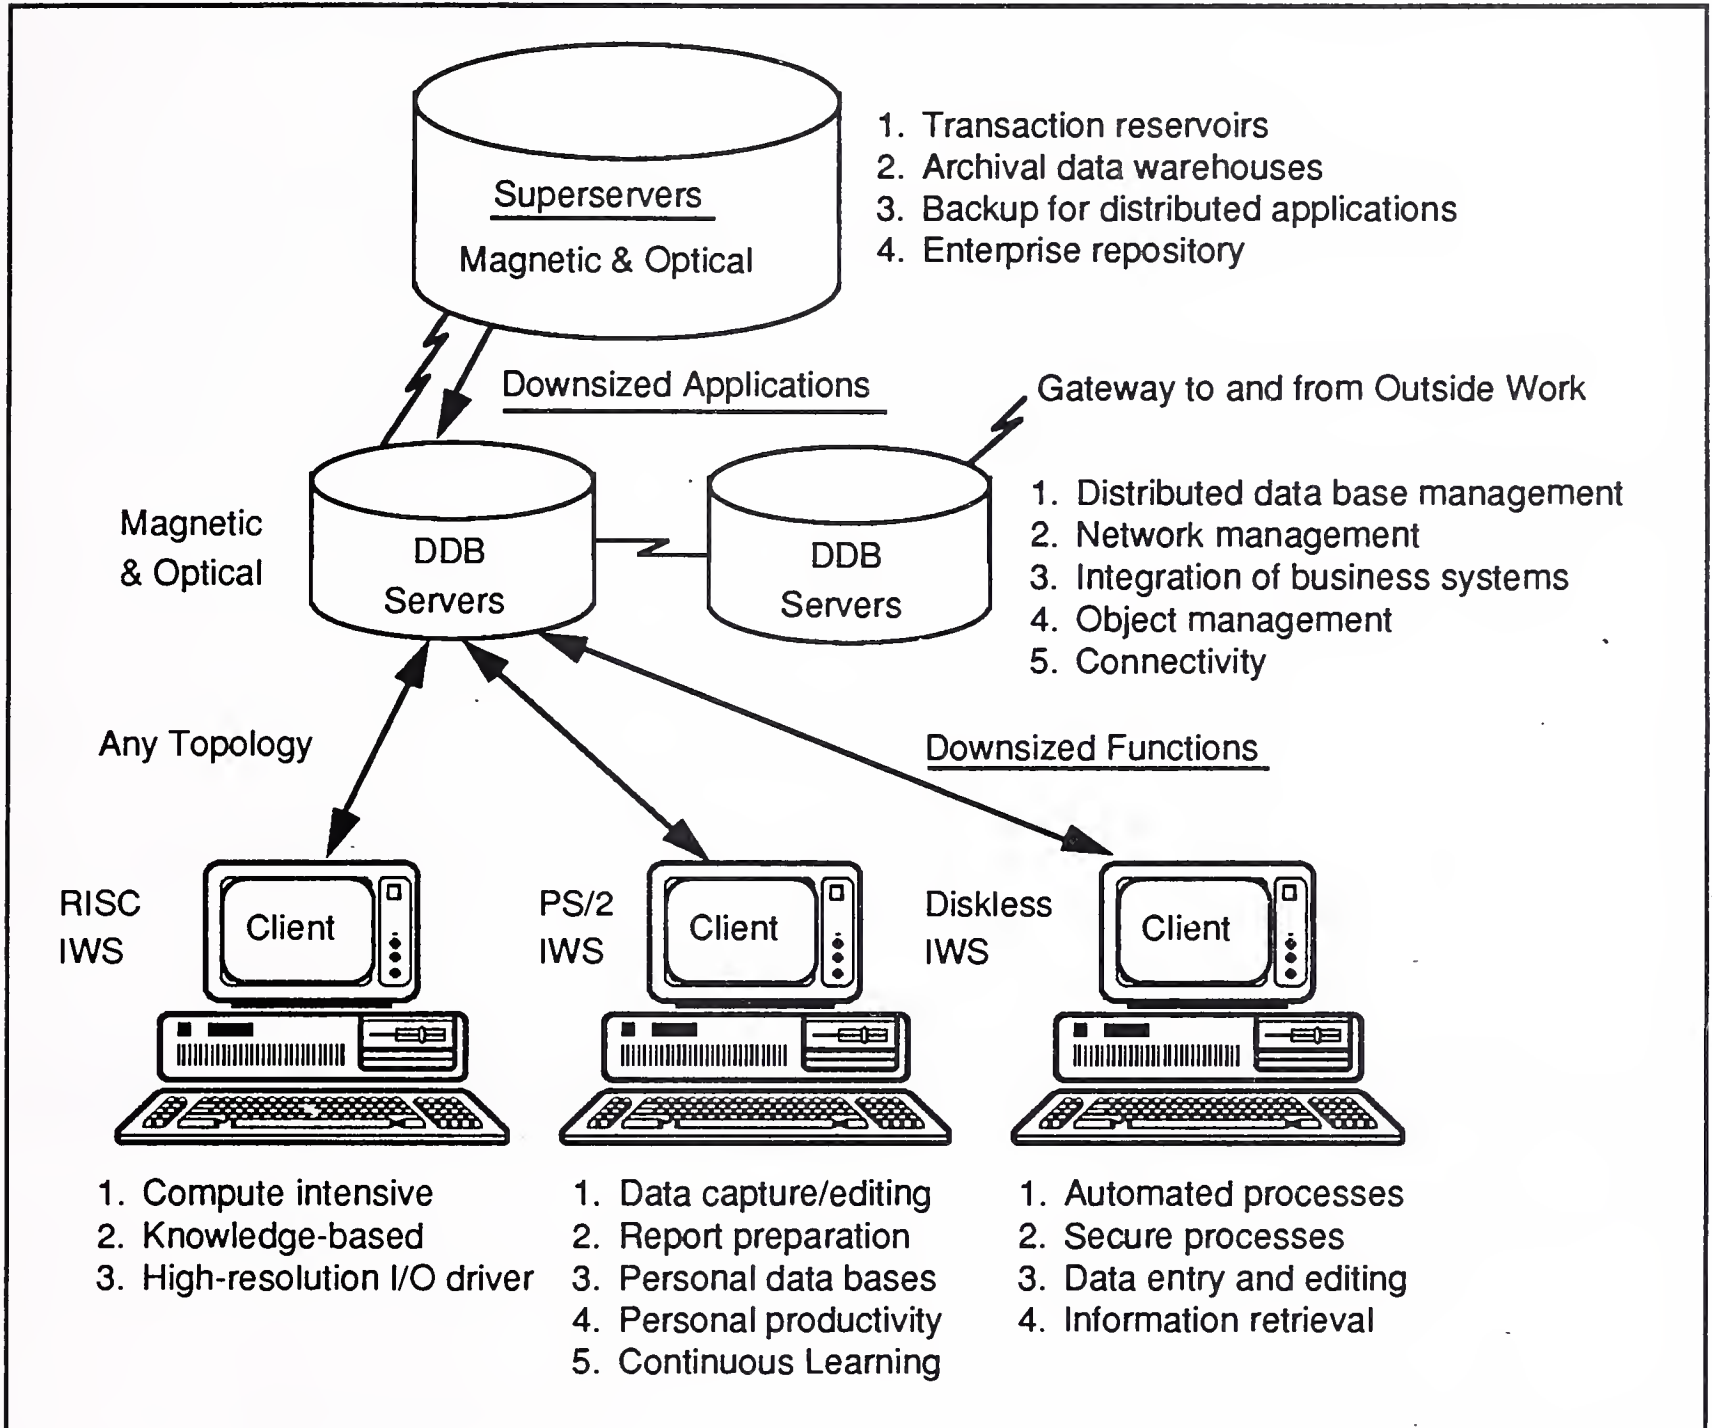 Superservers
Magnetic & Optical
1. Transaction reservoirs
2. Archival data warehouses
3. Backup for distributed applications
4. Enterprise repository
Downsized Applications
Gateway to and from Outside Work
Magnetic
& Optical
DDB
Servers
DDB
Servers
1. Distributed data base management
2. Network management
3. Integration of business systems
4. Object management
5. Connectivity
Any Topology
Downsized Functions
RISC
IWS
Client
PS/2
IWS
Client
Diskless
IWS
Client
1. Compute intensive
2. Knowledge-based
3. High-resolution I/O driver
1. Data capture/editing
2. Report preparation
3. Personal data bases
4. Personal productivity
5. Continuous Learning
1. Automated processes
2. Secure processes
3. Data entry and editing
4. Information retrieval